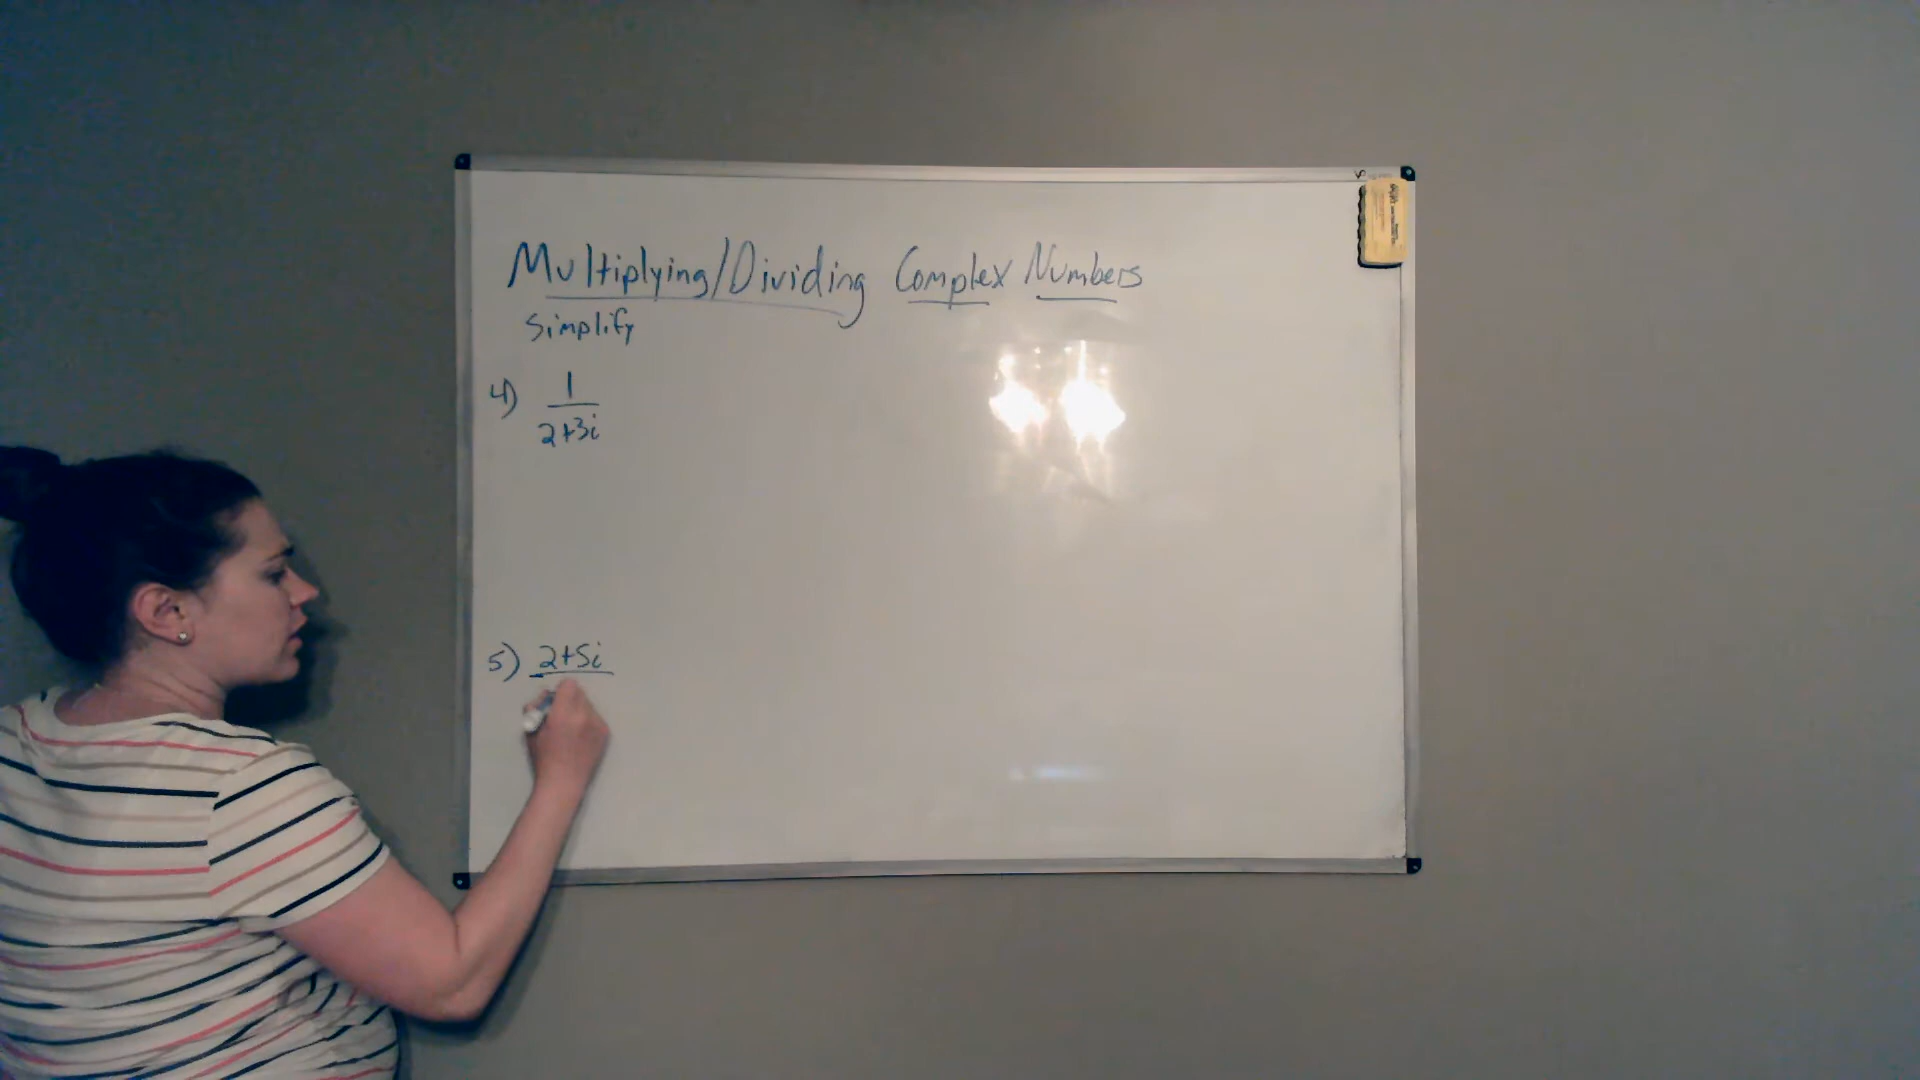 Multiplying/Dividing Complex Numbers
Simplify
4) 1
2+3i
5) 2+5i